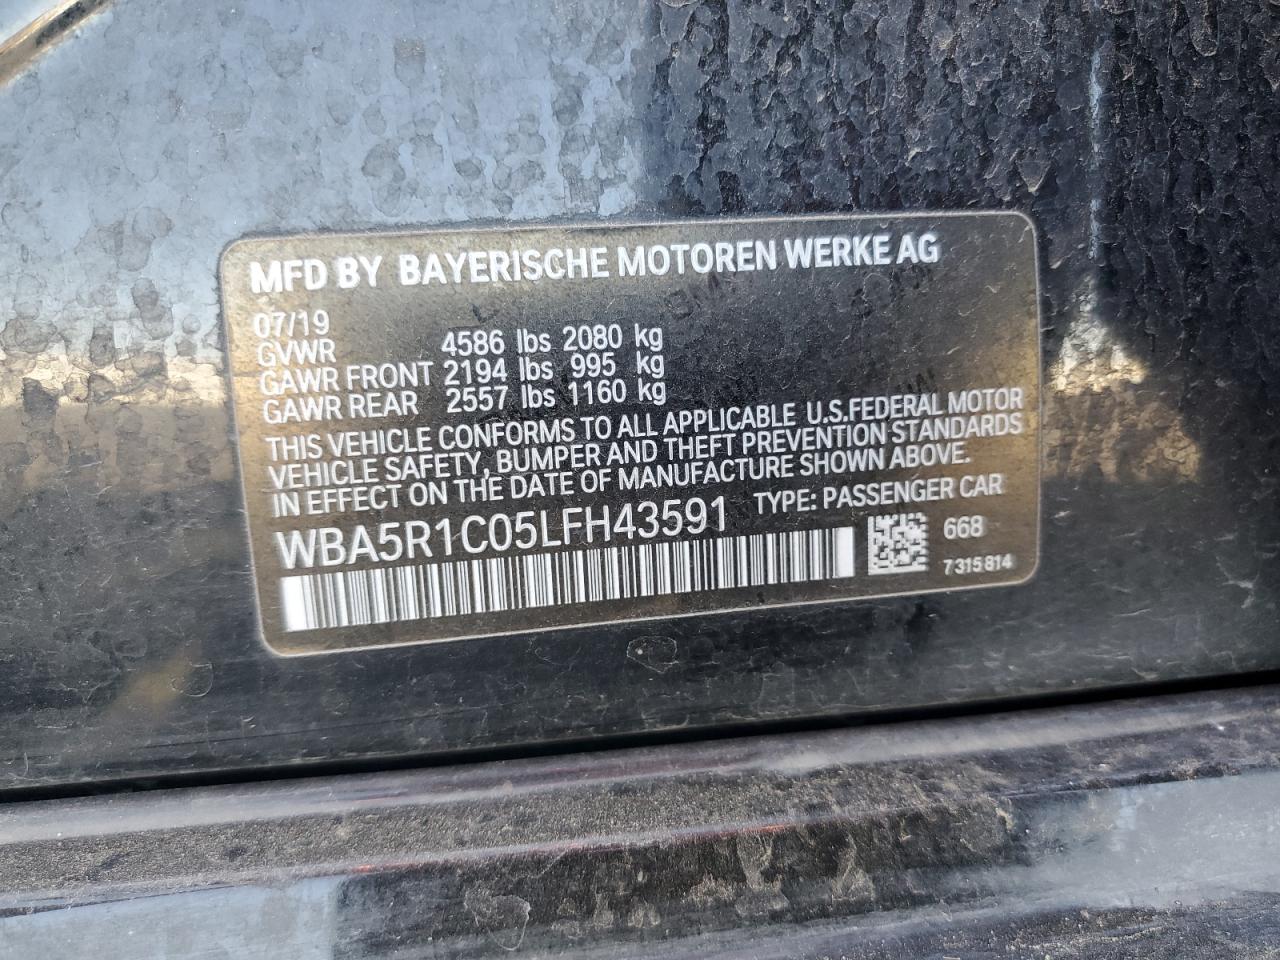 MFD BY BAYERISCHE MOTOREN WERKE AG
07/19
GVWR 4586 lbs 2080 kg
GAWR FRONT 2194 lbs 995 kg
GAWR REAR 2557 lbs 1160 kg
THIS VEHICLE CONFORMS TO ALL APPLICABLE U.S.FEDERAL MOTOR
VEHICLE SAFETY, BUMPER AND THEFT PREVENTION STANDARDS
IN EFFECT ON THE DATE OF MANUFACTURE SHOWN ABOVE.
WBA5R1C05LFH43591 TYPE: PASSENGER CAR
668
7315814